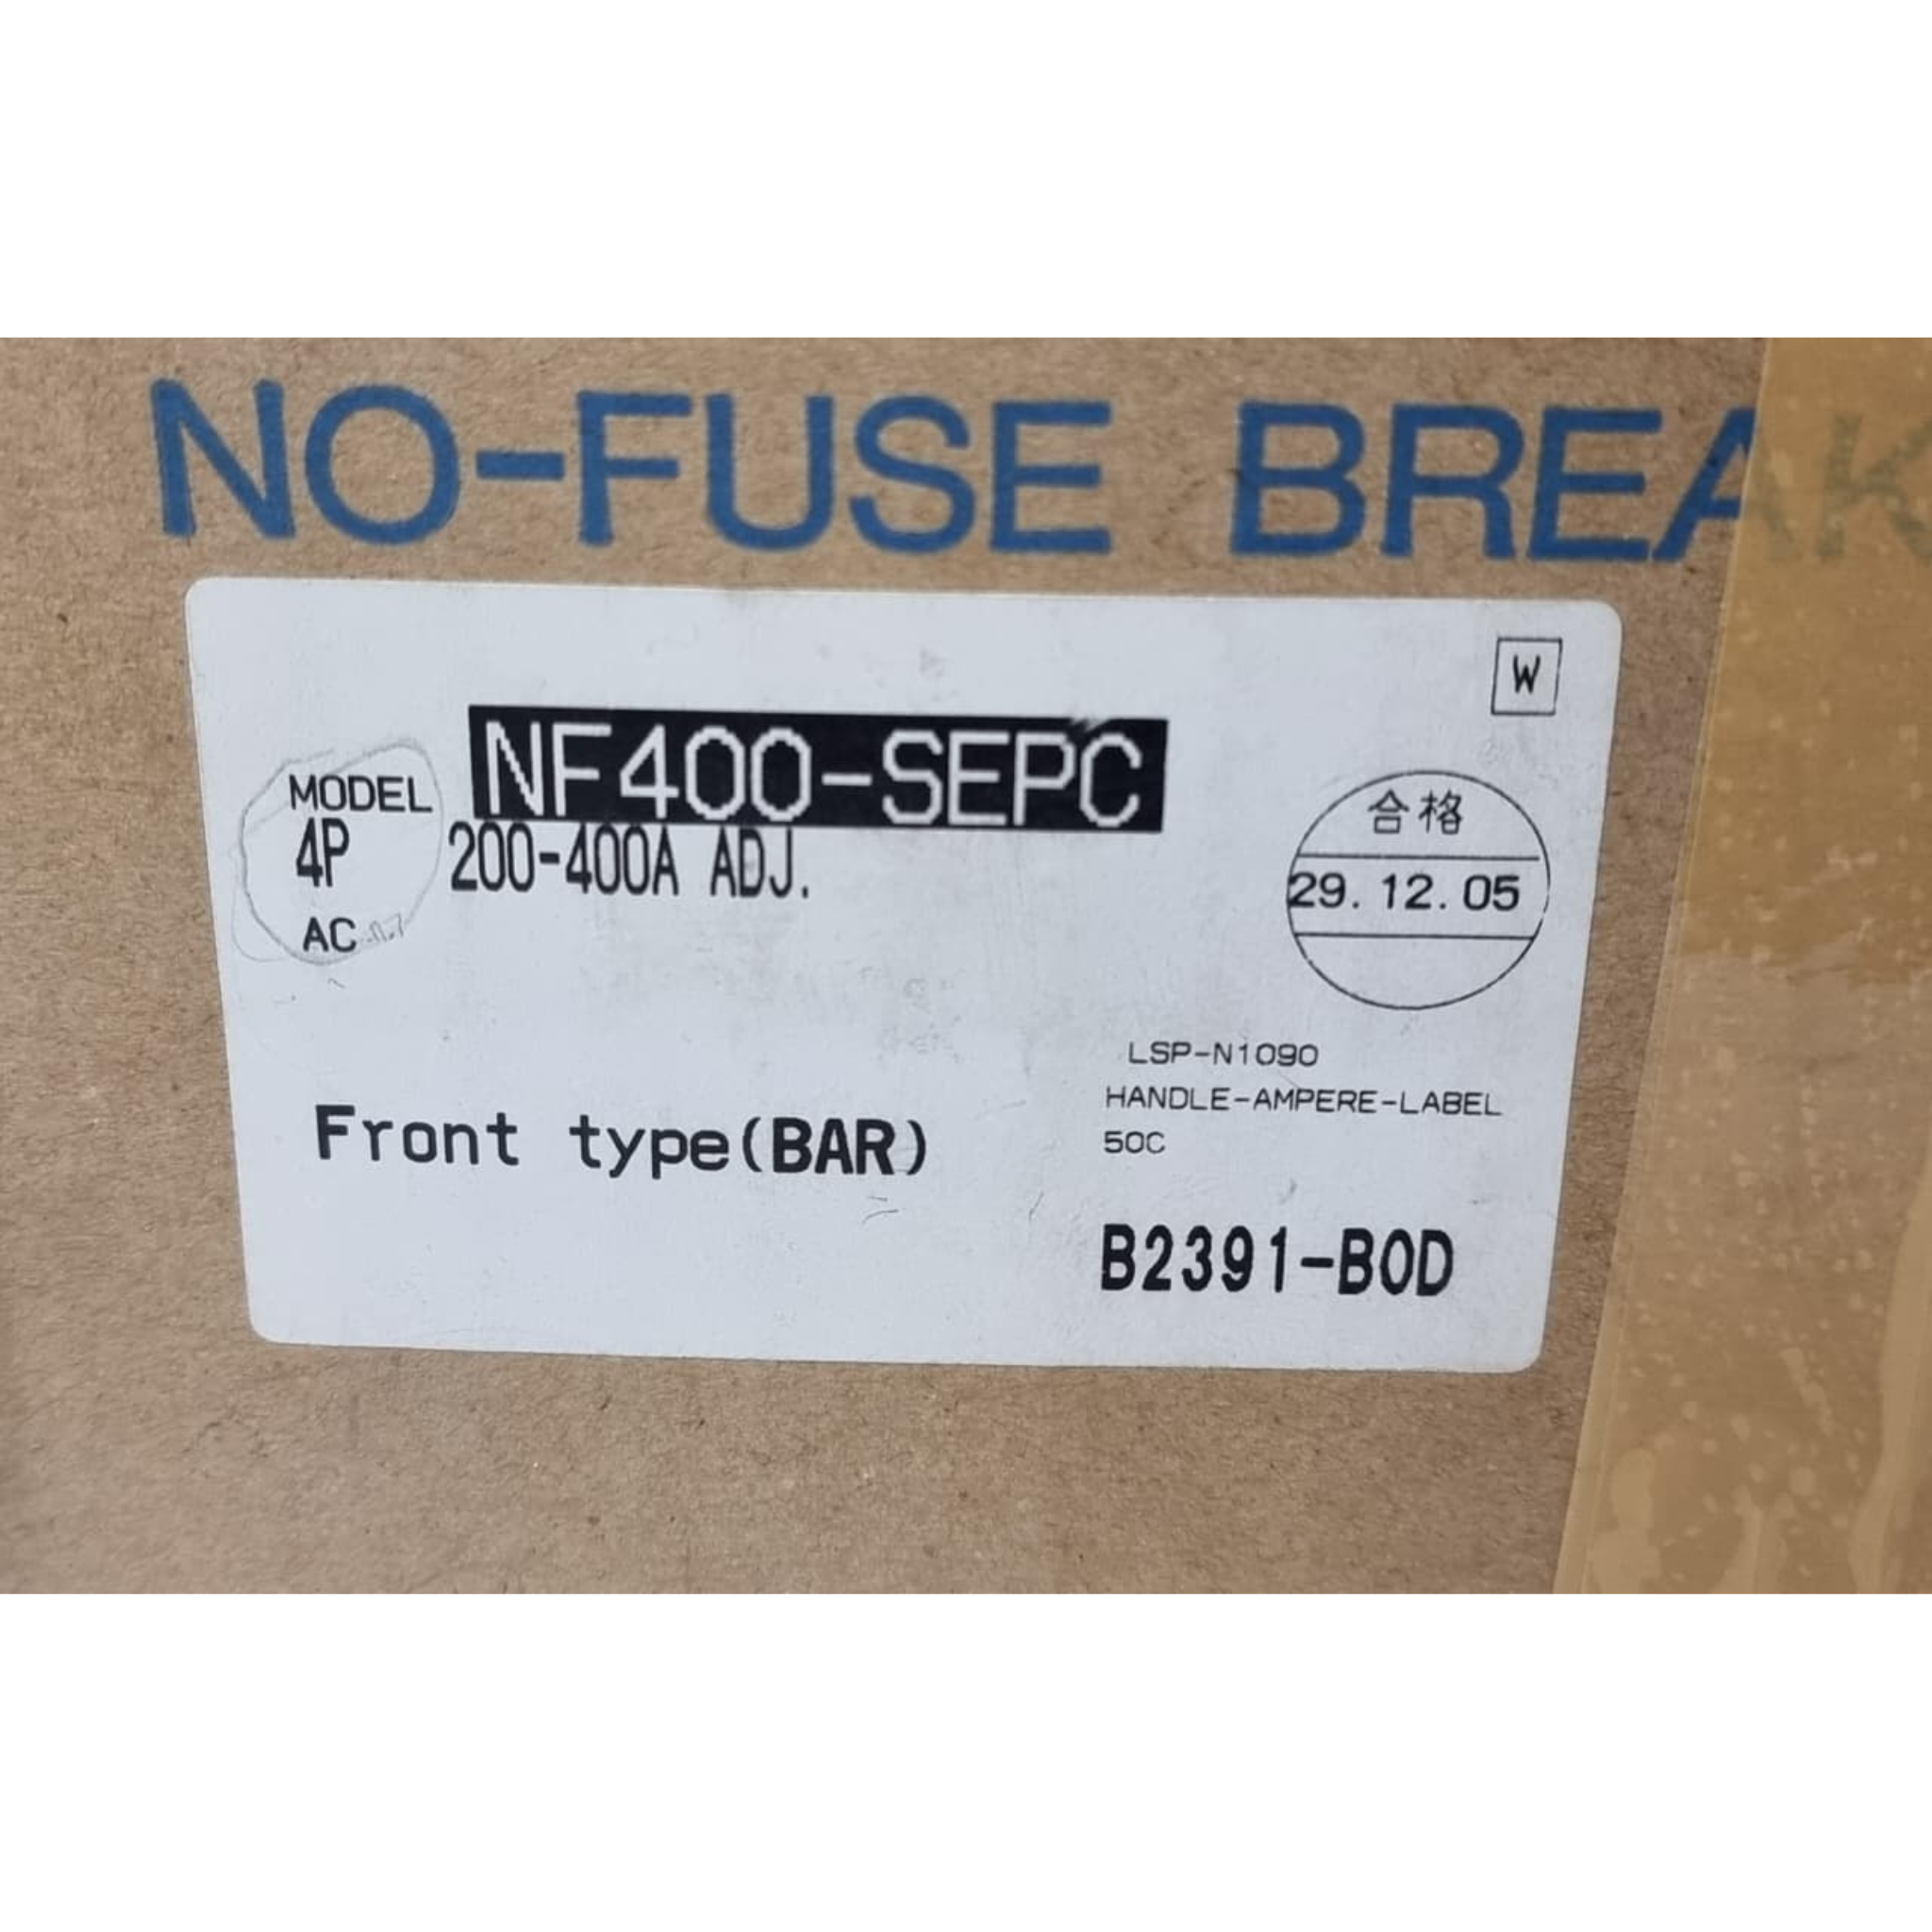 NO-FUSE BREAK
W
MODEL NF400-SEPC
4P 200-400A ADJ.
AC
合格
29.12.05
LSP-N1090
HANDLE-AMPERE-LABEL
50C
Front type(BAR)
B2391-B0D